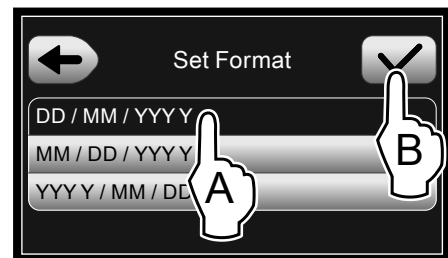 Set Format
DD / MM / YYYY
MM / DD / YYYY
YYYY / MM / DD
A
B